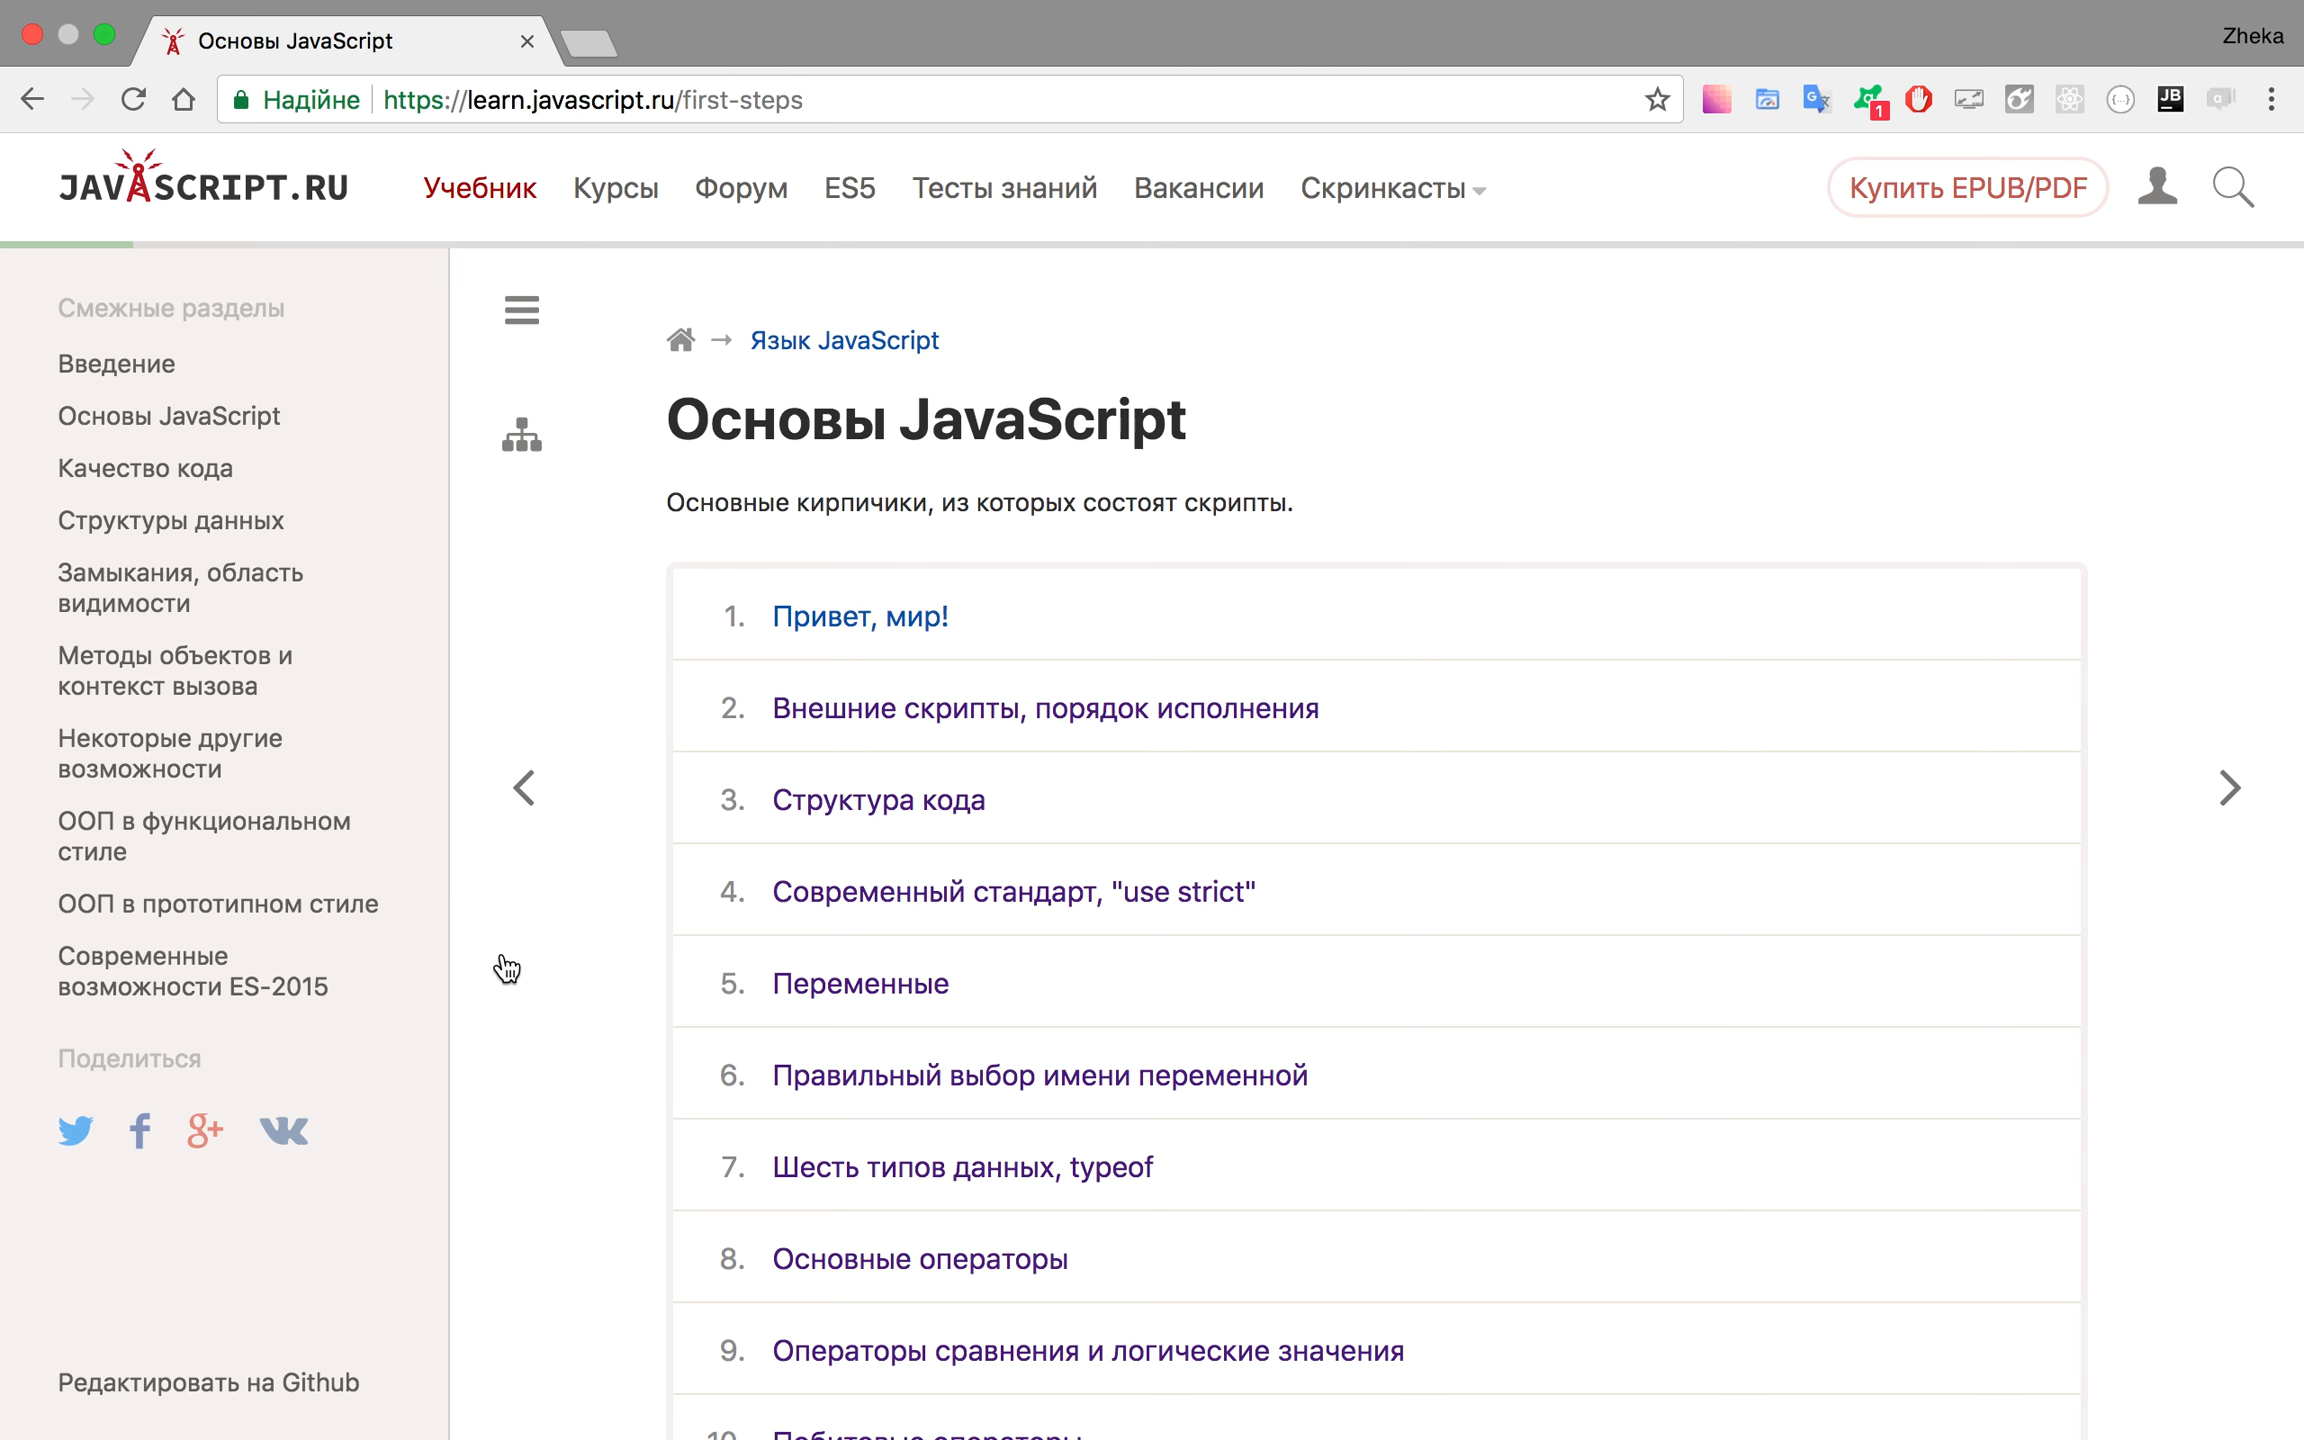 Основы JavaScript
Zheka
Надійне https://learn.javascript.ru/first-steps
1
JB
JAVASCRIPT.RU
Учебник Курсы Форум ES5 Тесты знаний Вакансии Скринкасты
Купить EPUB/PDF
Смежные разделы
Введение
Основы JavaScript
Качество кода
Структуры данных
Замыкания, область
видимости
Методы объектов и
контекст вызова
Некоторые другие
возможности
ООП в функциональном
стиле
ООП в прототипном стиле
Современные
возможности ES-2015
Поделиться
Редактировать на Github
→ Язык JavaScript
Основы JavaScript
Основные кирпичики, из которых состоят скрипты.
1. Привет, мир!
2. Внешние скрипты, порядок исполнения
3. Структура кода
4. Современный стандарт, "use strict"
5. Переменные
6. Правильный выбор имени переменной
7. Шесть типов данных, typeof
8. Основные операторы
9. Операторы сравнения и логические значения
10. Побитовые операторы